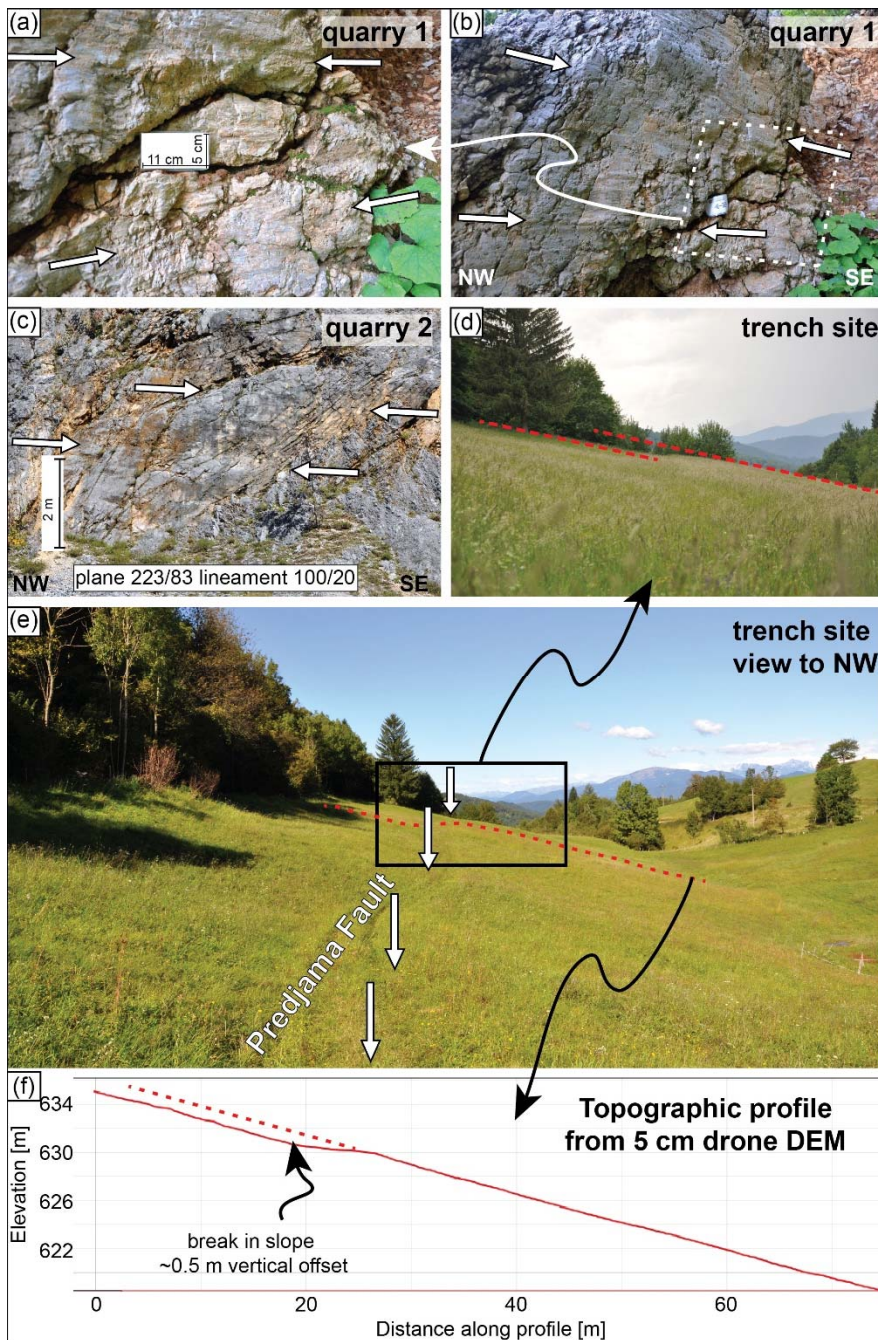 (a)
quarry 1
11 cm
5 cm
(b)
quarry 1
NW
SE
(c)
quarry 2
2 m
NW
plane 223/83 lineament 100/20
SE
(d)
trench site
(e)
trench site
view to NW
Predjama Fault
(f)
Topographic profile
from 5 cm drone DEM
Elevation [m]
634
630
626
622
break in slope
~0.5 m vertical offset
0
20
40
60
Distance along profile [m]